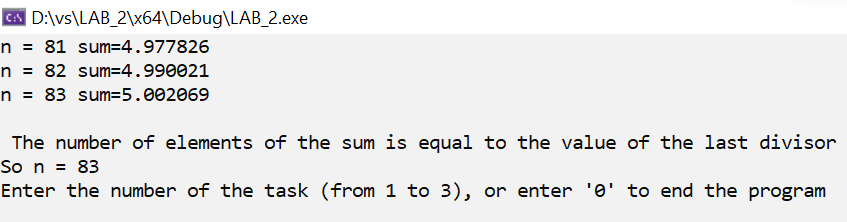 D:\vs\LAB_2\x64\Debug\LAB_2.exe
n = 81 sum=4.977826
n = 82 sum=4.990021
n = 83 sum=5.002069
The number of elements of the sum is equal to the value of the last divisor
So n = 83
Enter the number of the task (from 1 to 3), or enter '0' to end the program